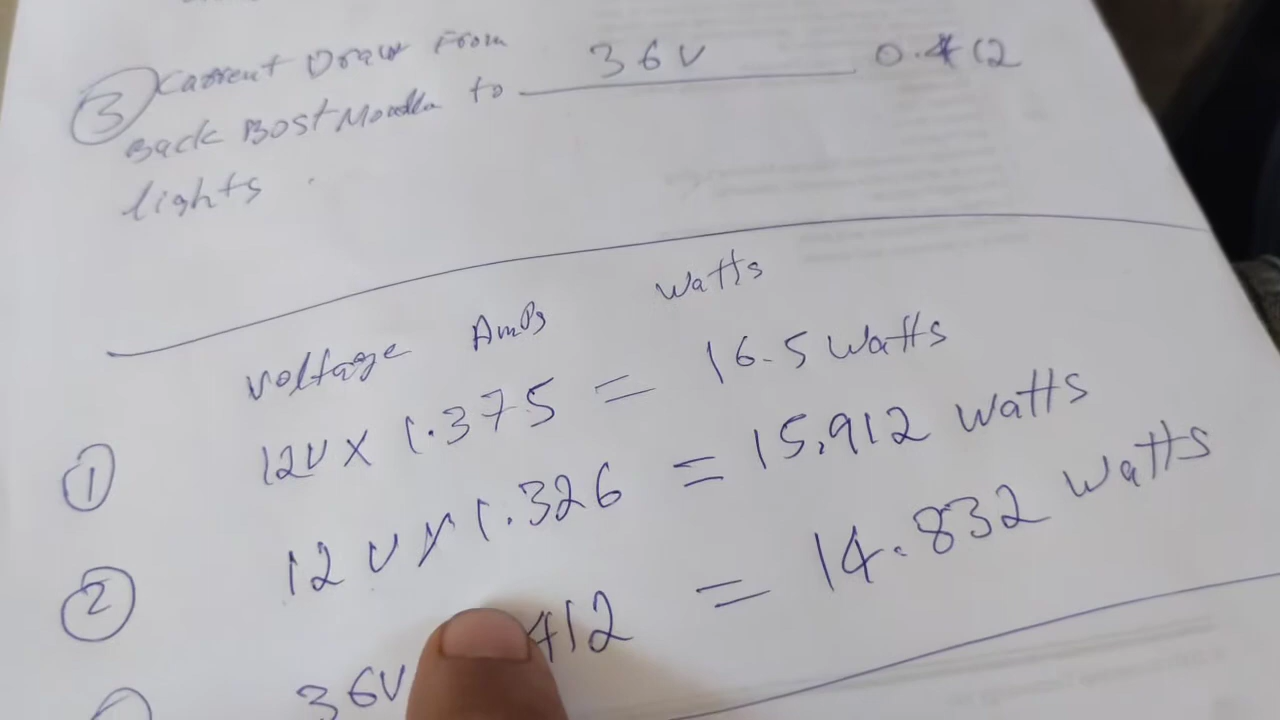 ③ Current Draw From 36V 0.412
Back Bost Moudle to
lights.
Voltage Amps Watts
① 12V X 1.375 = 16.5 Watts
② 12V X 1.326 = 15.912 Watts
36V 412 = 14.832 Watts